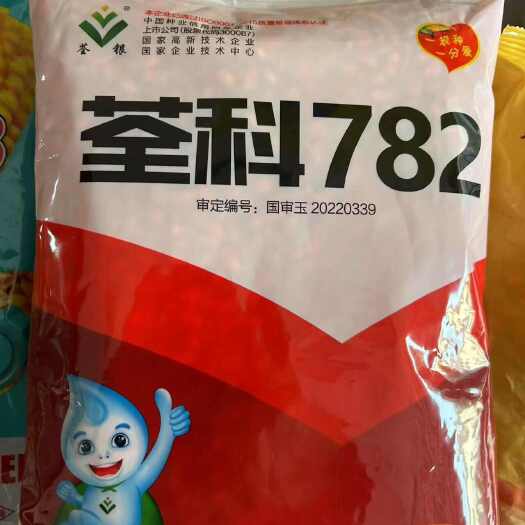 中国种业信用骨干企业
上市公司(股票代码300087)
国家高新技术企业
国家企业技术中心
荃银
®
一粒种
一分爱
荃科782
审定编号：国审玉 20220339